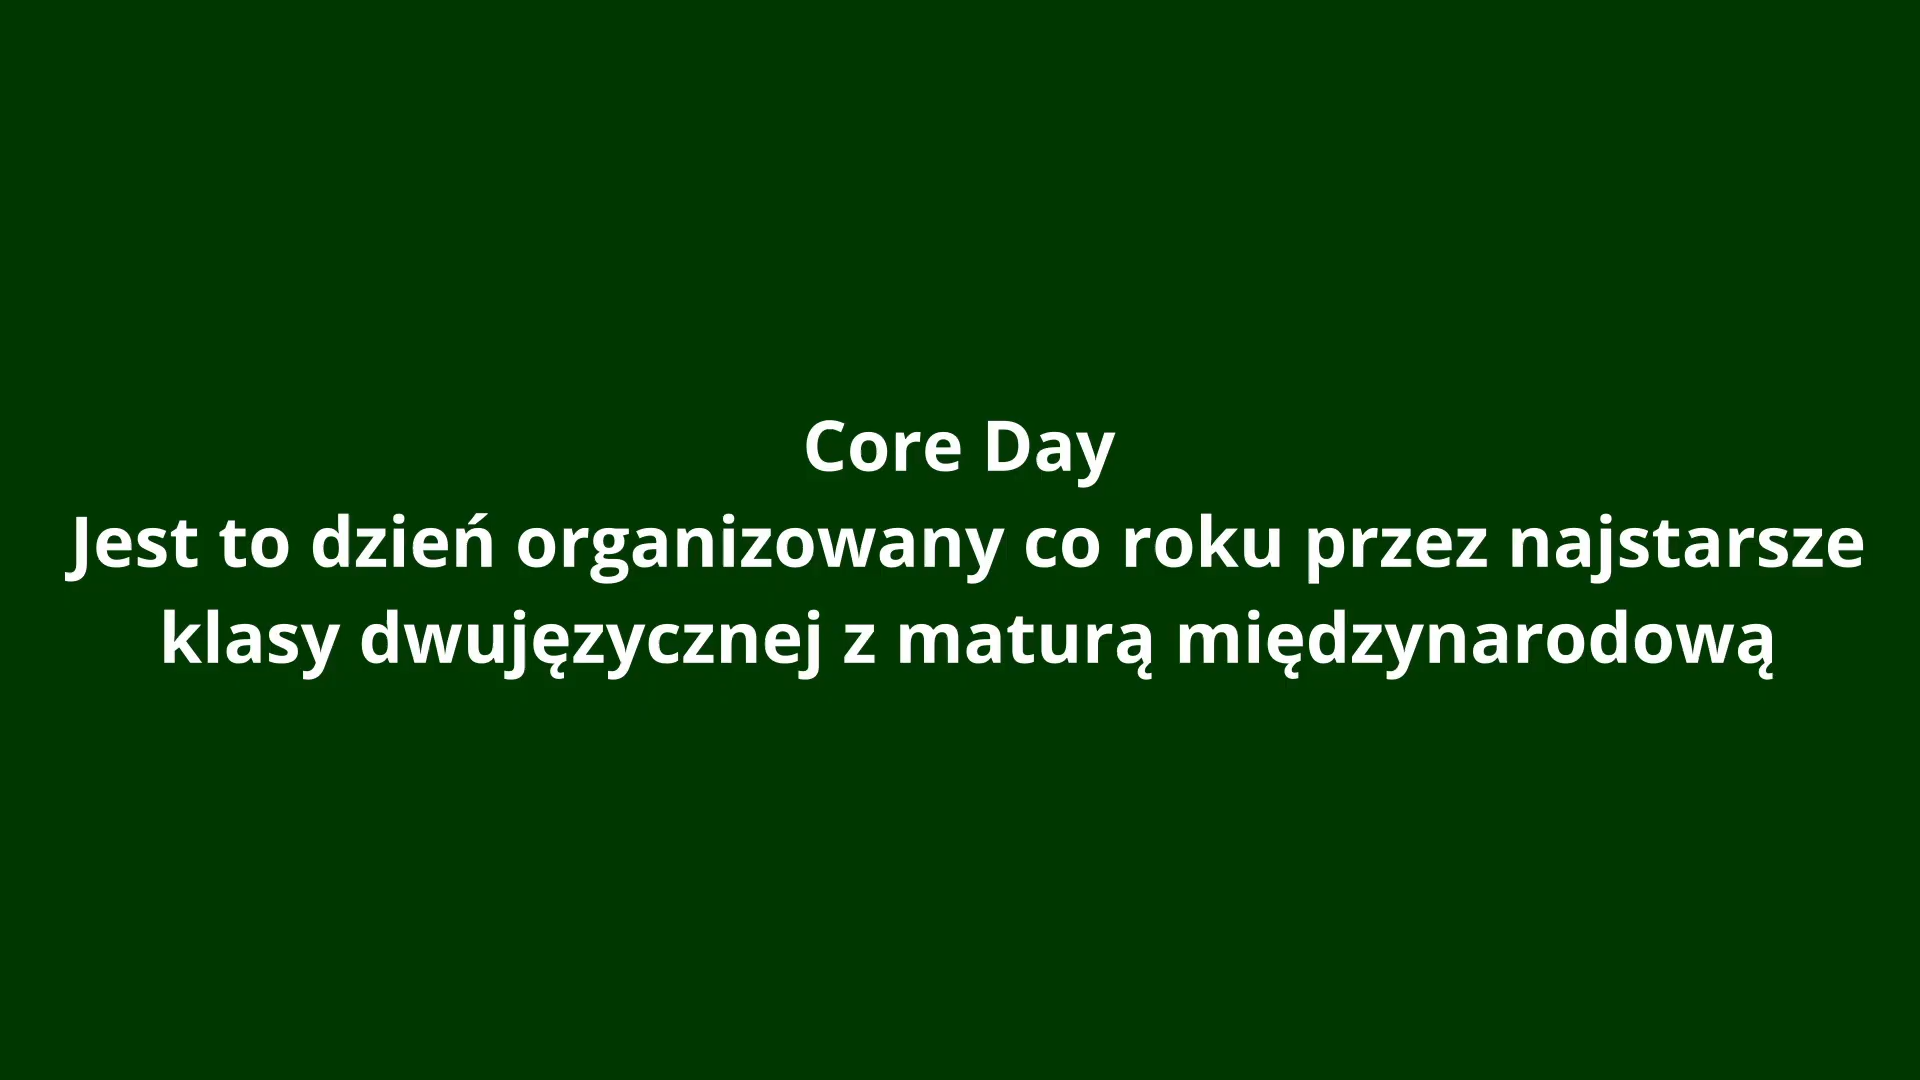 Core Day
Jest to dzień organizowany co roku przez najstarsze
klasy dwujęzycznej z maturą międzynarodową